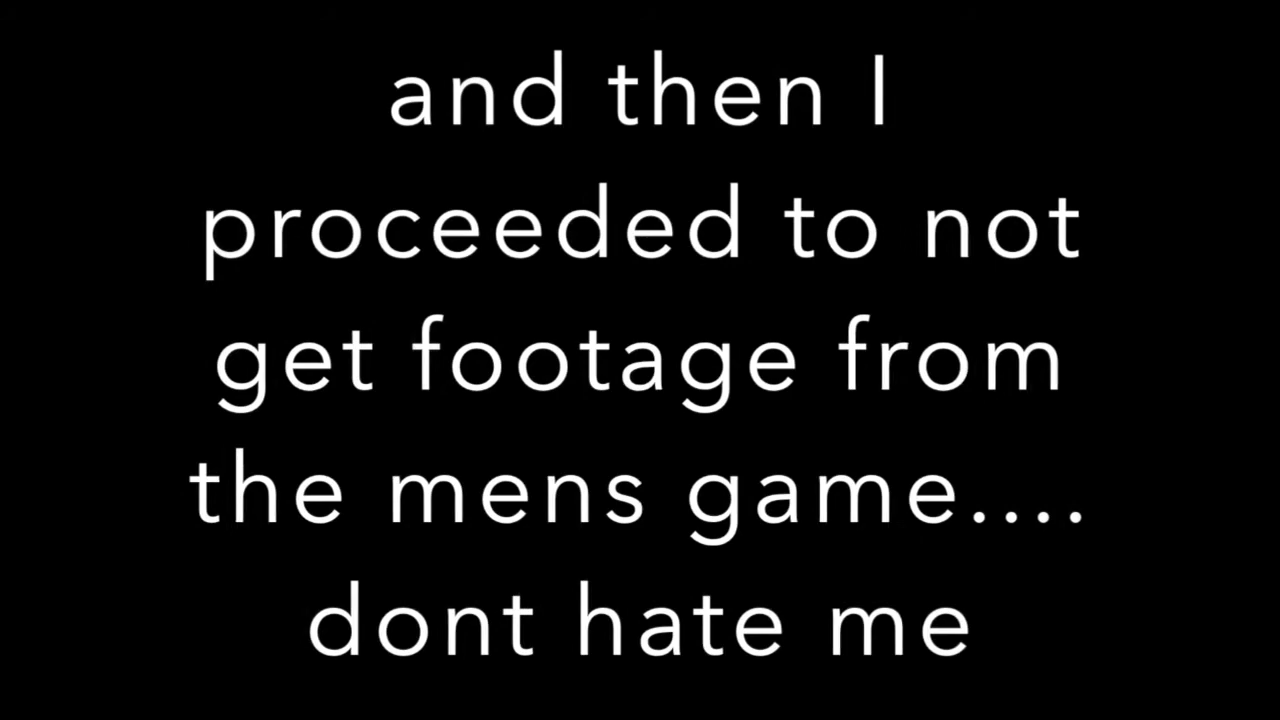 and then I
proceeded to not
get footage from
the mens game....
dont hate me